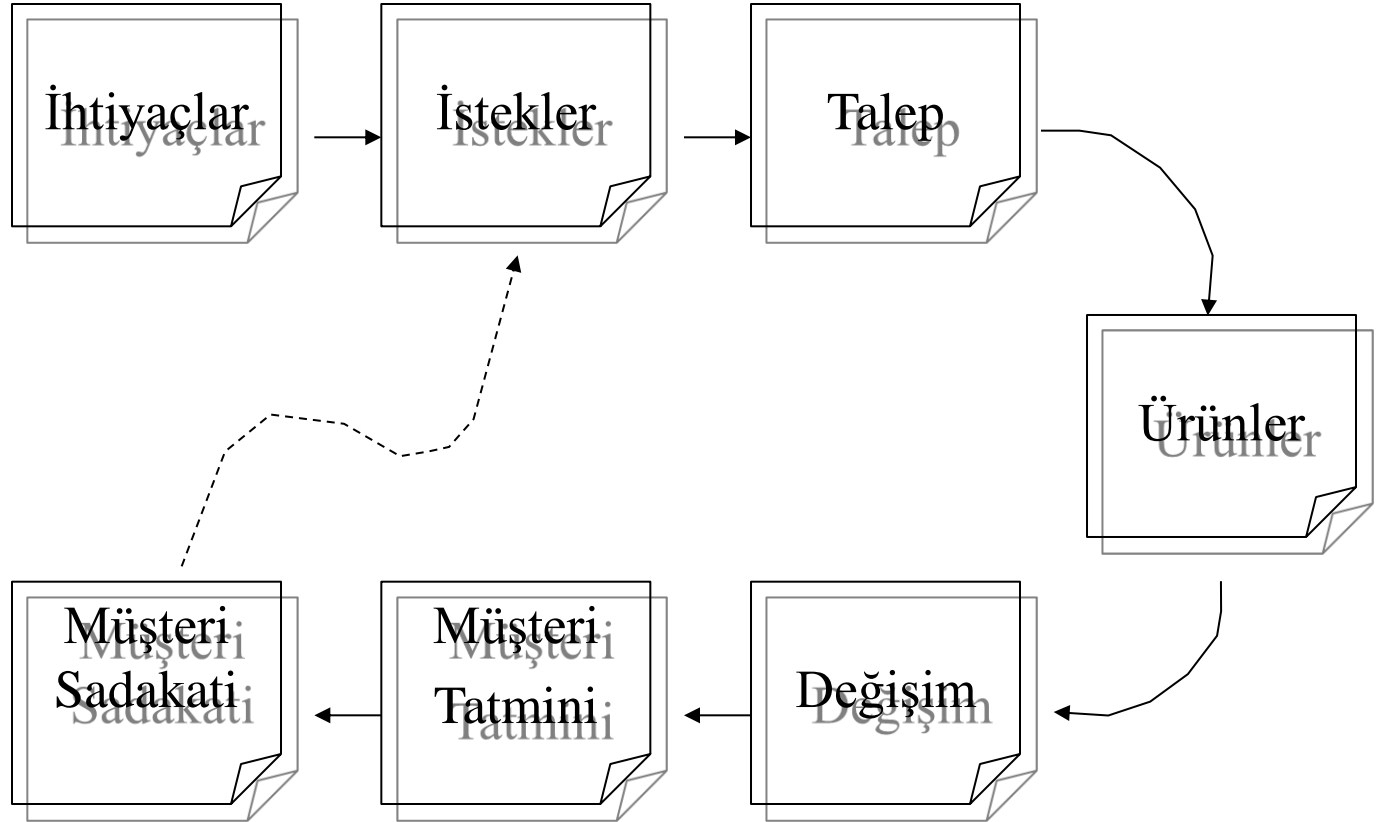 İhtiyaçlar
İstekler
Talep
Ürünler
Değişim
Müşteri
Tatmini
Müşteri
Sadakati